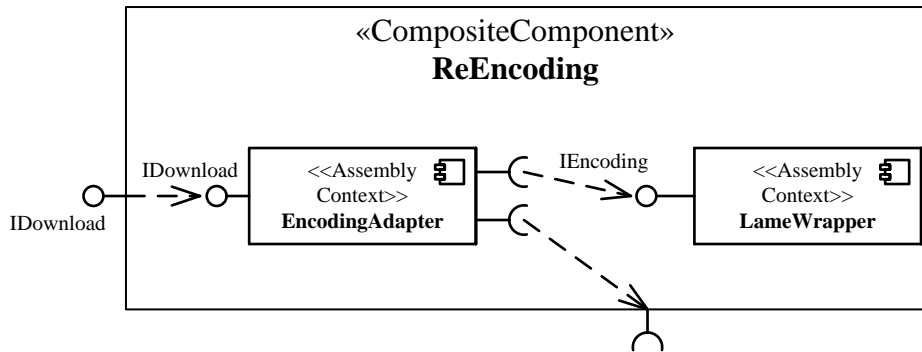 «CompositeComponent»
ReEncoding
IDownload
IDownload
<<Assembly
Context>>
EncodingAdapter
IEncoding
<<Assembly
Context>>
LameWrapper